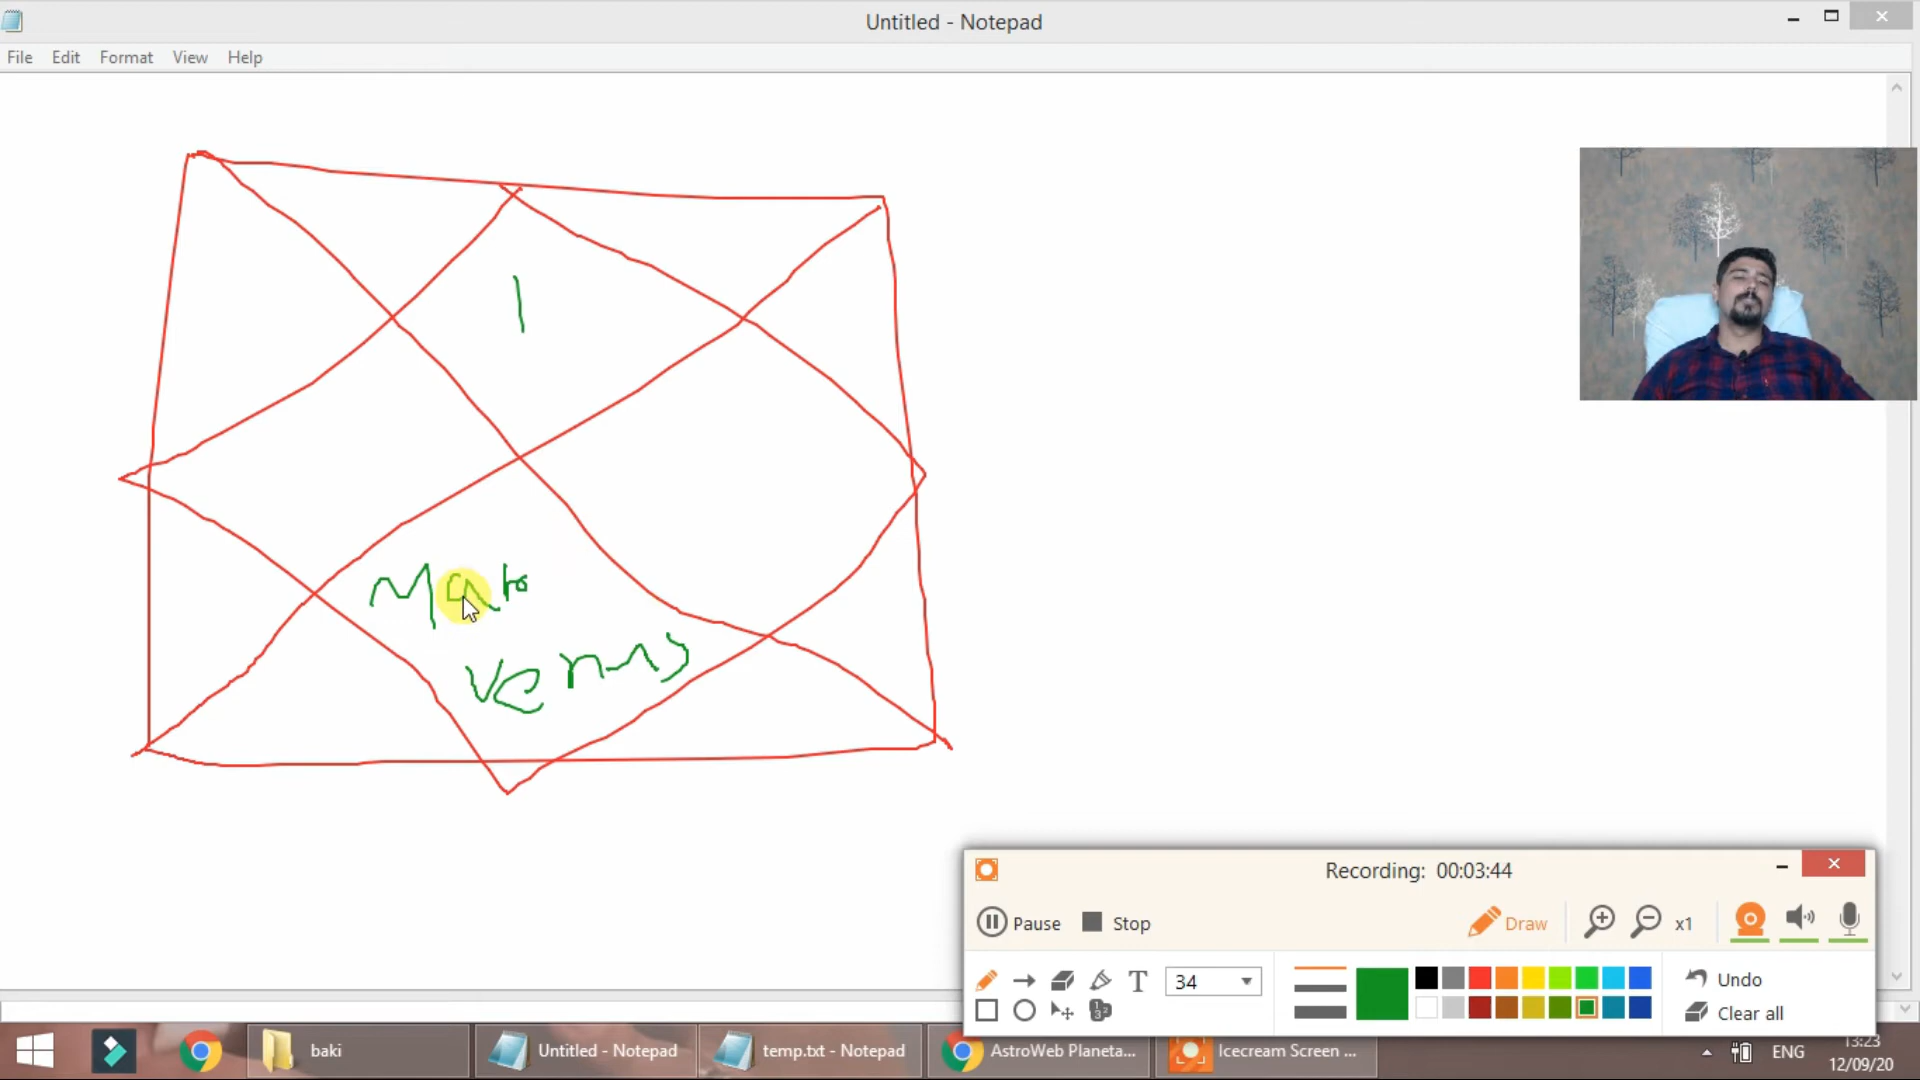 Untitled - Notepad
File Edit Format View Help
1
Venus
Recording: 00:03:44
Pause Stop Draw x1
T 34 Undo
Clear all
baki Untitled - Notepad temp.txt - Notepad AstroWeb Planeta... Icecream Screen ... ENG
13:23
12/09/20